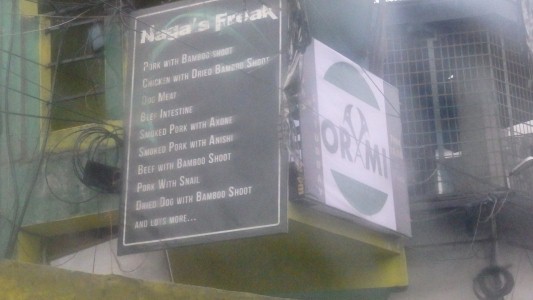 Naga's Freak
Pork with Bamboo shoot
Chicken with Dried Bamboo Shoot
Dog Meat
Beef Intestine
Smoked Pork with Axone
Smoked Pork with Anishi
Beef with Bamboo Shoot
Pork With Snail
Dried Dog with Bamboo Shoot
and lots more...
ORAMI